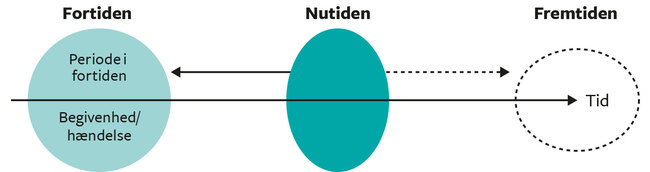 Fortiden
Nutiden
Fremtiden
Periode i
fortiden
Begivenhed/
hændelse
Tid